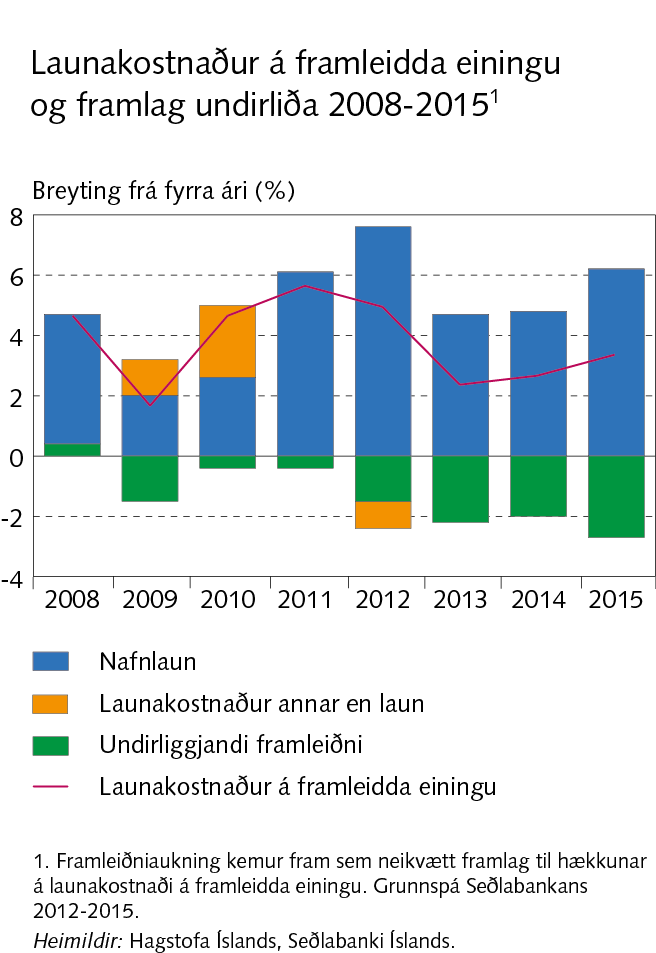 Launakostnaður á framleidda einingu
og framlag undirliða 2008-2015¹
Breyting frá fyrra ári (%)
8
6
4
2
0
-2
-4
2008 2009 2010 2011 2012 2013 2014 2015
Nafnlaun
Launakostnaður annar en laun
Undirliggjandi framleiðni
Launakostnaður á framleidda einingu
1. Framleiðniaukning kemur fram sem neikvætt framlag til hækkunar
á launakostnaði á framleidda einingu. Grunnspá Seðlabankans
2012-2015.
Heimildir: Hagstofa Íslands, Seðlabanki Íslands.